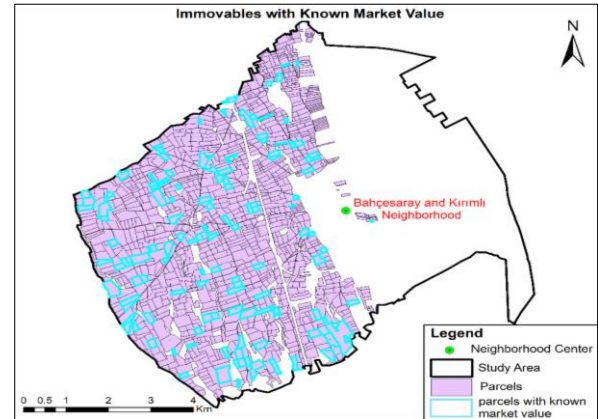 Immovables with Known Market Value
N
Bahçesaray and Kırımlı
Neighborhood
Legend
Neighborhood Center
Study Area
Parcels
parcels with known
market value
0 0.5 1 2 3 4
Km